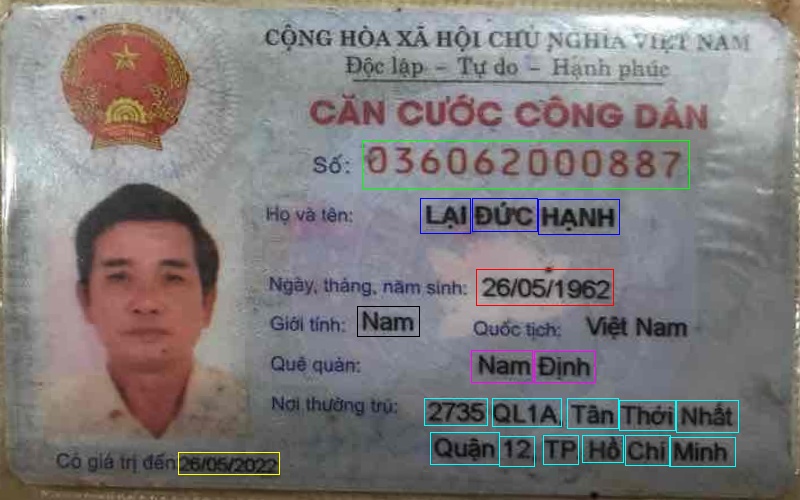 CỘNG HÒA XÃ HỘI CHỦ NGHĨA VIỆT NAM
Độc lập - Tự do - Hạnh phúc
CĂN CƯỚC CÔNG DÂN
Số: 036062000887
Họ và tên: LẠI ĐỨC HẠNH
Ngày, tháng, năm sinh: 26/05/1962
Giới tính: Nam Quốc tịch: Việt Nam
Quê quán: Nam Định
Nơi thường trú: 2735 QL1A, Tân Thới Nhất
Quận 12, TP Hồ Chí Minh
Có giá trị đến 26/05/2022